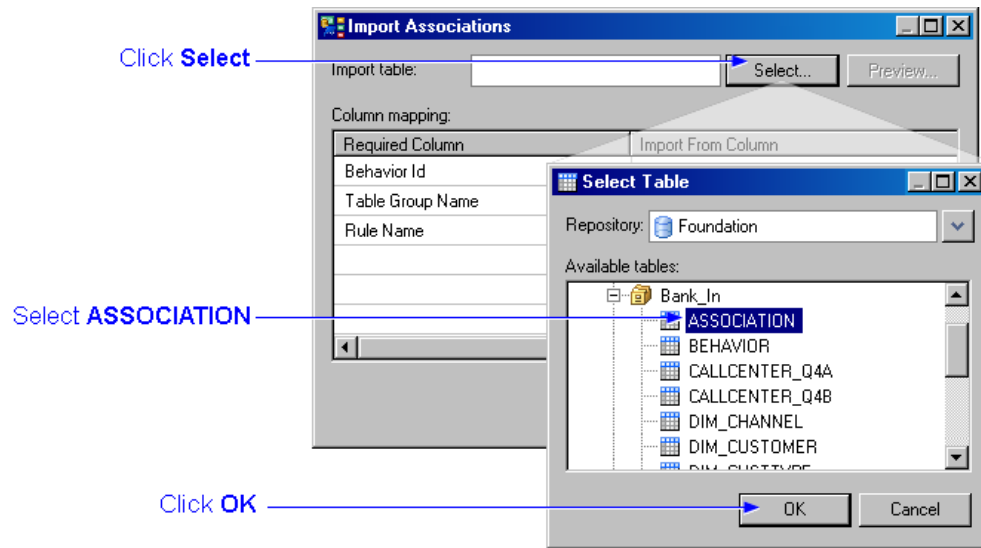 Import Associations
Click Select
Import table:
Select...
Preview...
Column mapping:
Required Column
Import From Column
Behavior Id
Table Group Name
Rule Name
Select Table
Repository:
Foundation
Available tables:
Bank_In
Select ASSOCIATION
ASSOCIATION
BEHAVIOR
CALLCENTER_Q4A
CALLCENTER_Q4B
DIM_CHANNEL
DIM_CUSTOMER
DIM_CUSTTYPE
Click OK
OK
Cancel